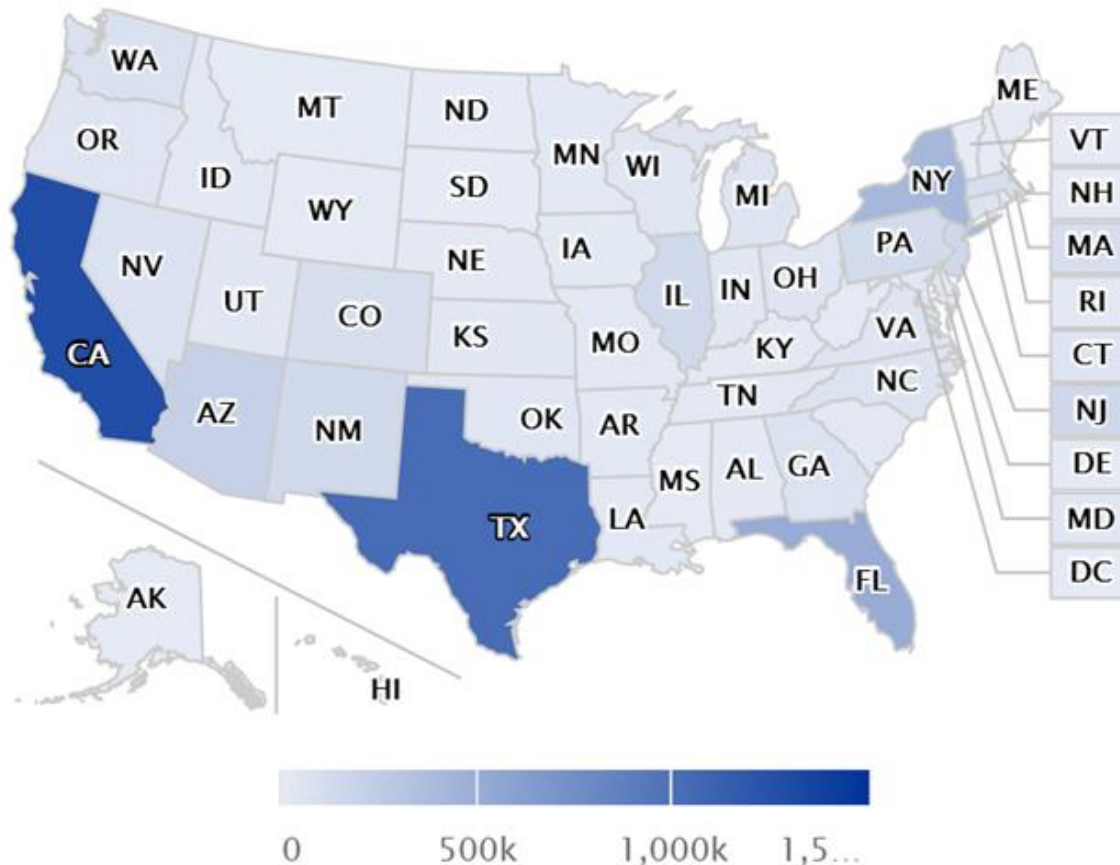 WA
MT
ND
ME
OR
MN
VT
ID
SD
WI
MI
NY
NH
WY
IA
PA
MA
NV
NE
IL
IN
OH
RI
UT
CO
VA
CA
KS
MO
KY
CT
NC
AZ
NM
OK
AR
TN
NJ
MS
AL
GA
DE
TX
LA
MD
FL
DC
AK
HI
0 500k 1,000k 1,5...